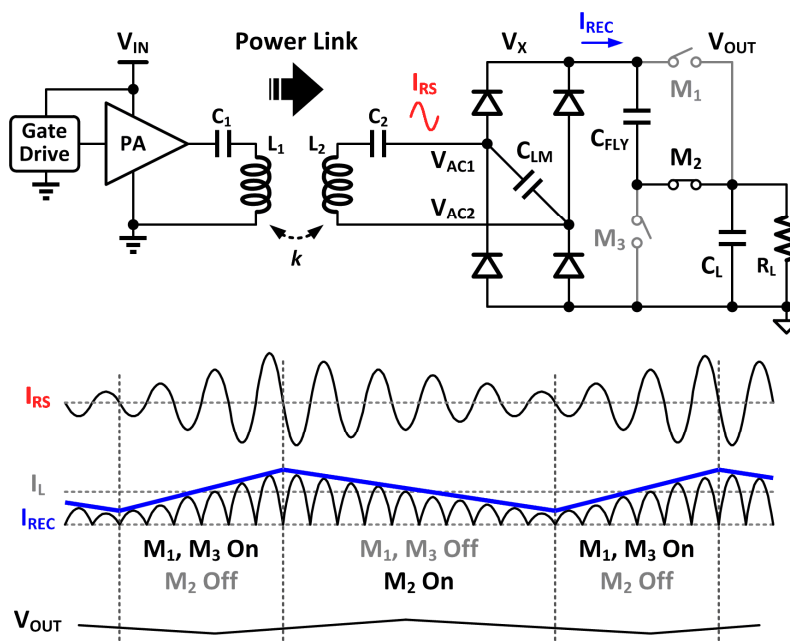 V_IN
Power Link
I_REC
V_X
V_OUT
I_RS
M_1
Gate Drive
PA
C_1
L_1
L_2
C_2
C_LM
C_FLY
V_AC1
M_2
V_AC2
M_3
k
C_L
R_L
I_RS
I_L
I_REC
M_1, M_3 On
M_1, M_3 Off
M_1, M_3 On
M_2 Off
M_2 On
M_2 Off
V_OUT